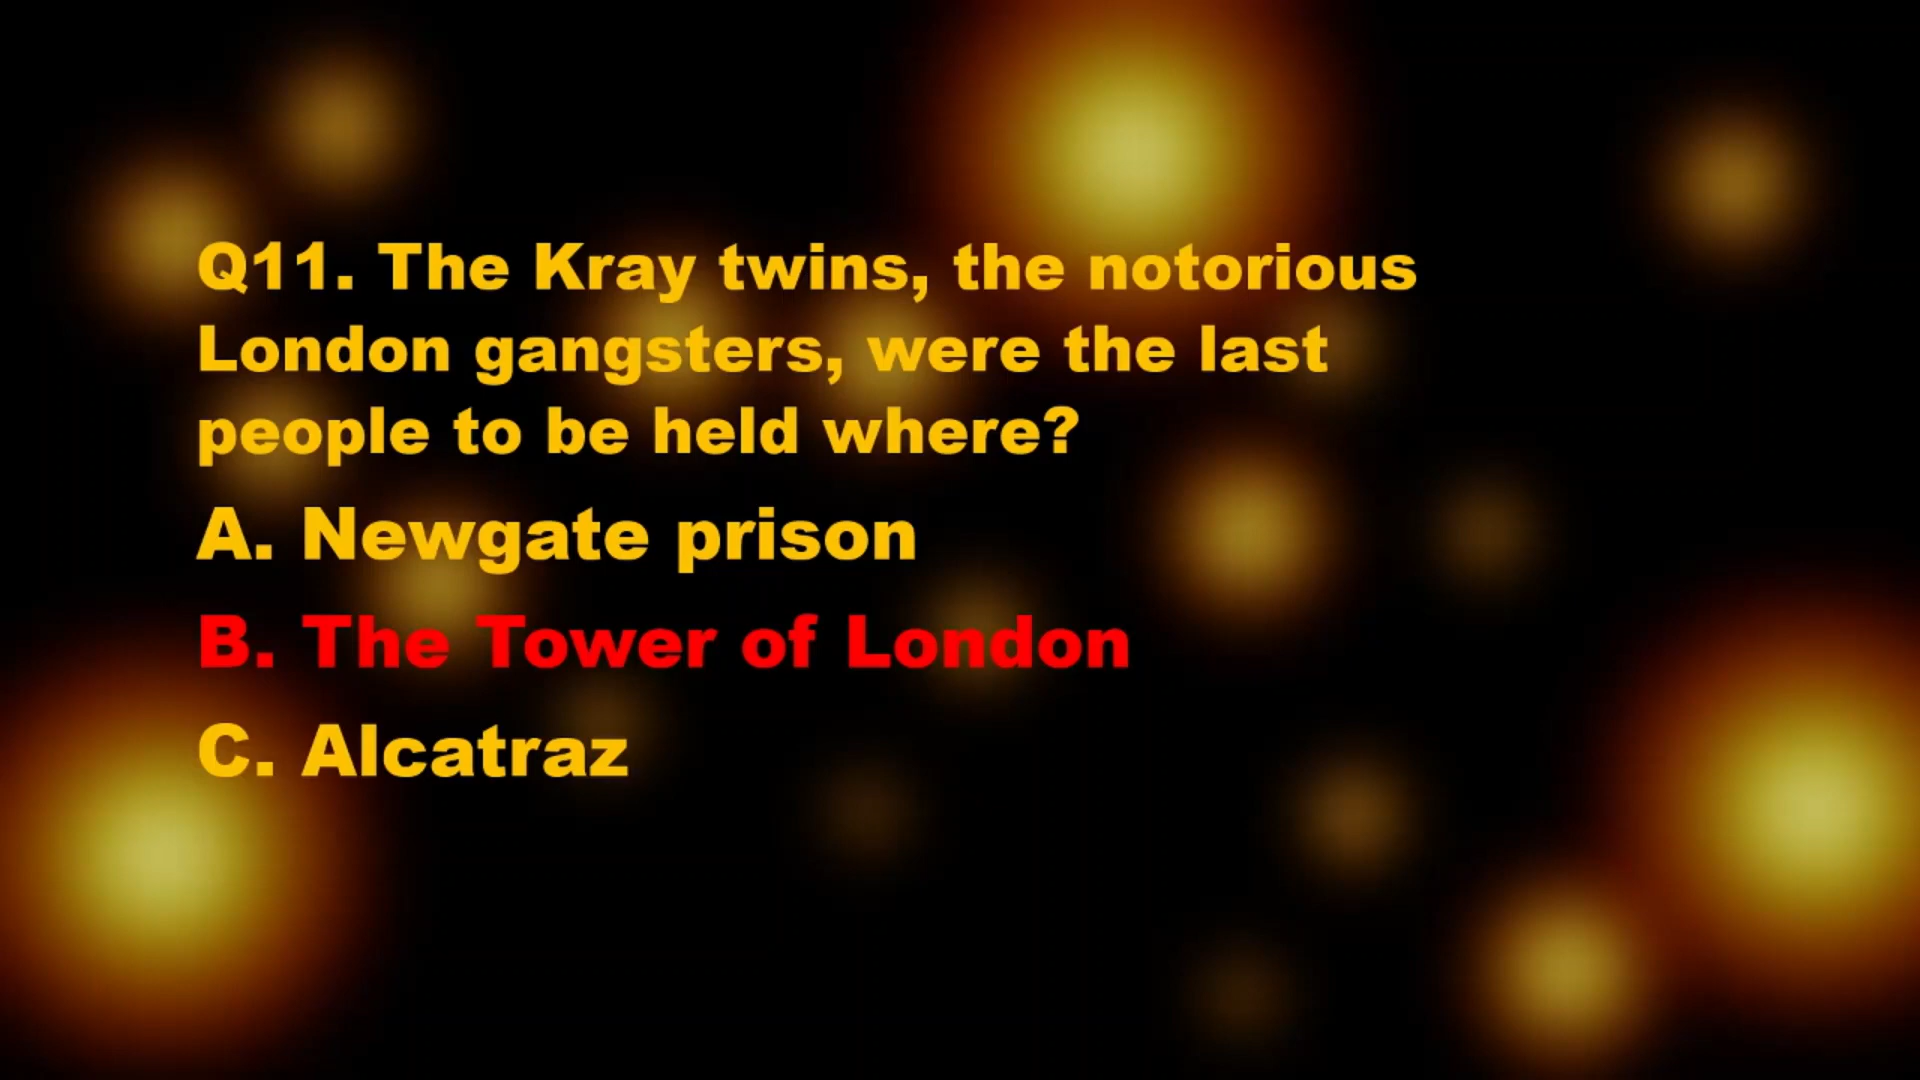 Q11. The Kray twins, the notorious
London gangsters, were the last
people to be held where?
A. Newgate prison
B. The Tower of London
C. Alcatraz